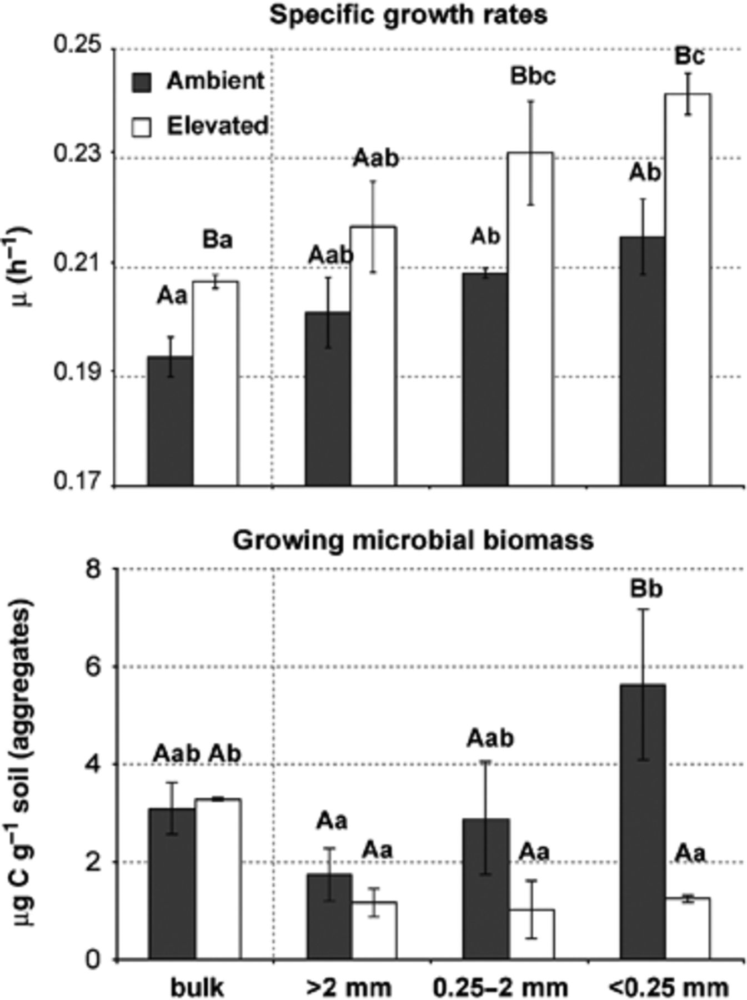 Specific growth rates
0.25
Bc
Ambient
Bbc
Elevated
0.23
Aab
Ab
Ba
Ab
Aab
0.21
Aa
0.19
0.17
μ (h⁻¹)
Growing microbial biomass
8
Bb
6
Aab
Aab Ab
4
Aa
Aa
Aa
Aa
2
0
μg C g⁻¹ soil (aggregates)
bulk >2 mm 0.25–2 mm <0.25 mm